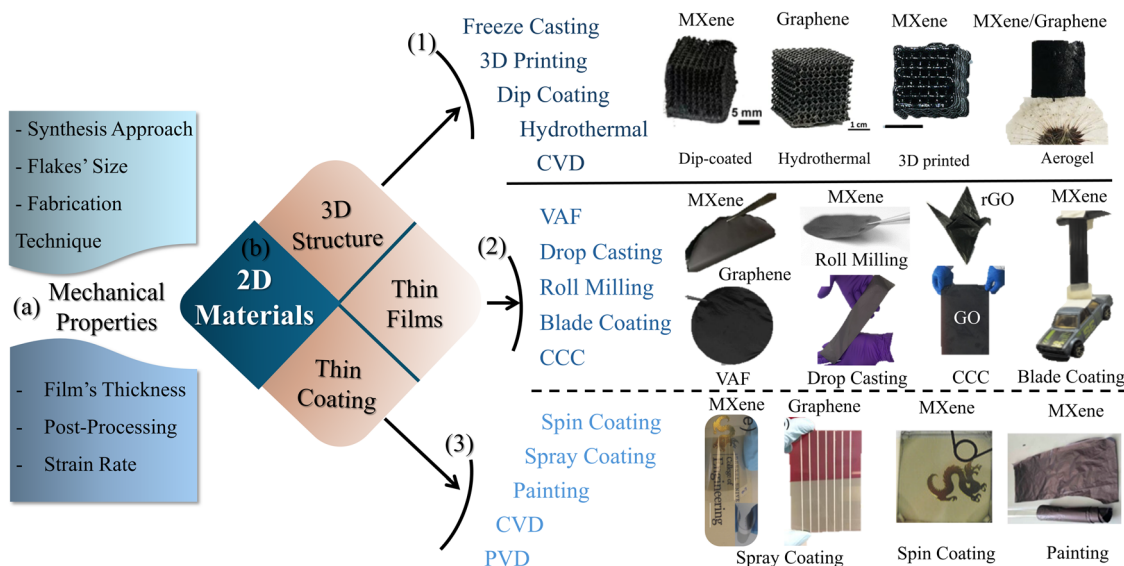 - Synthesis Approach
- Flakes' Size
- Fabrication
Technique
(a)
Mechanical
Properties
- Film's Thickness
- Post-Processing
- Strain Rate
(b)
2D
Materials
3D
Structure
Thin
Films
Thin
Coating
(1)
Freeze Casting
3D Printing
Dip Coating
Hydrothermal
CVD
MXene
Graphene
MXene
MXene/Graphene
5 mm
1 cm
Dip-coated
Hydrothermal
3D printed
Aerogel
(2)
VAF
Drop Casting
Roll Milling
Blade Coating
CCC
MXene
MXene
rGO
MXene
Graphene
Roll Milling
GO
VAF
Drop Casting
CCC
Blade Coating
(3)
Spin Coating
Spray Coating
Painting
CVD
PVD
MXene
Graphene
MXene
MXene
Engineering
Spray Coating
Spin Coating
Painting